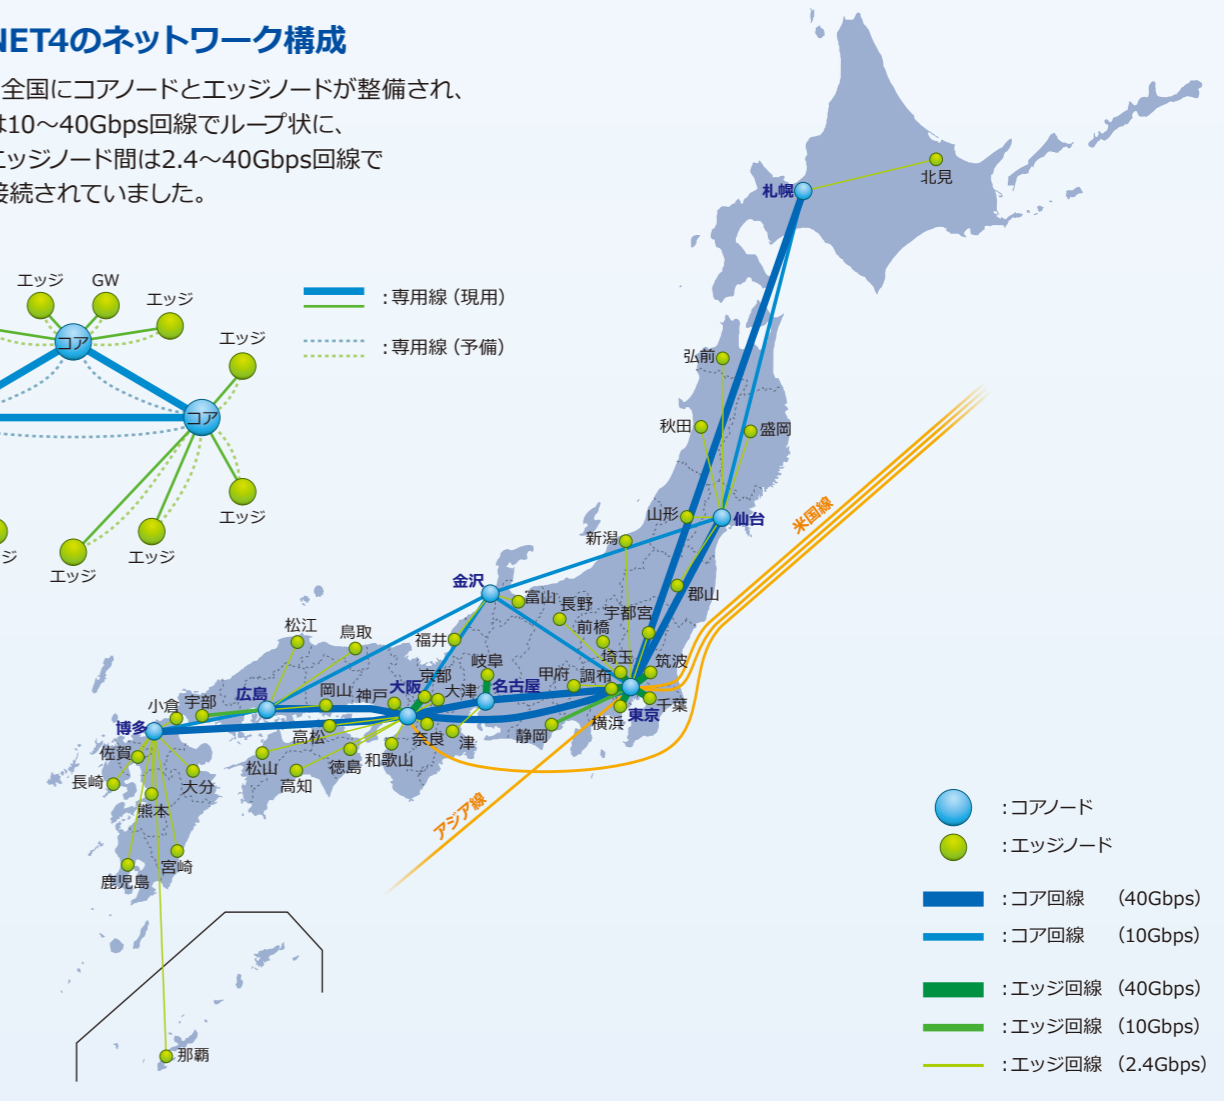 NET4のネットワーク構成
全国にコアノードとエッジノードが整備され、
は10～40Gbps回線でループ状に、
エッジノード間は2.4～40Gbps回線で
接続されていました。
エッジ
GW
エッジ
エッジ
コア
コア
エッジ
エッジ
エッジ
ジ
：専用線（現用）
：専用線（予備）
北見
札幌
弘前
秋田
盛岡
山形
仙台
新潟
米国線
金沢
富山
長野
宇都宮
郡山
前橋
松江
鳥取
福井
埼玉
筑波
岐阜
京都
甲府
調布
広島
岡山
神戸
大阪
大津
名古屋
千葉
小倉
宇部
横浜
東京
博多
高松
奈良
津
静岡
佐賀
松山
徳島
和歌山
長崎
大分
高知
熊本
アジア線
宮崎
鹿児島
那覇
：コアノード
：エッジノード
：コア回線 （40Gbps）
：コア回線 （10Gbps）
：エッジ回線 （40Gbps）
：エッジ回線 （10Gbps）
：エッジ回線 （2.4Gbps）